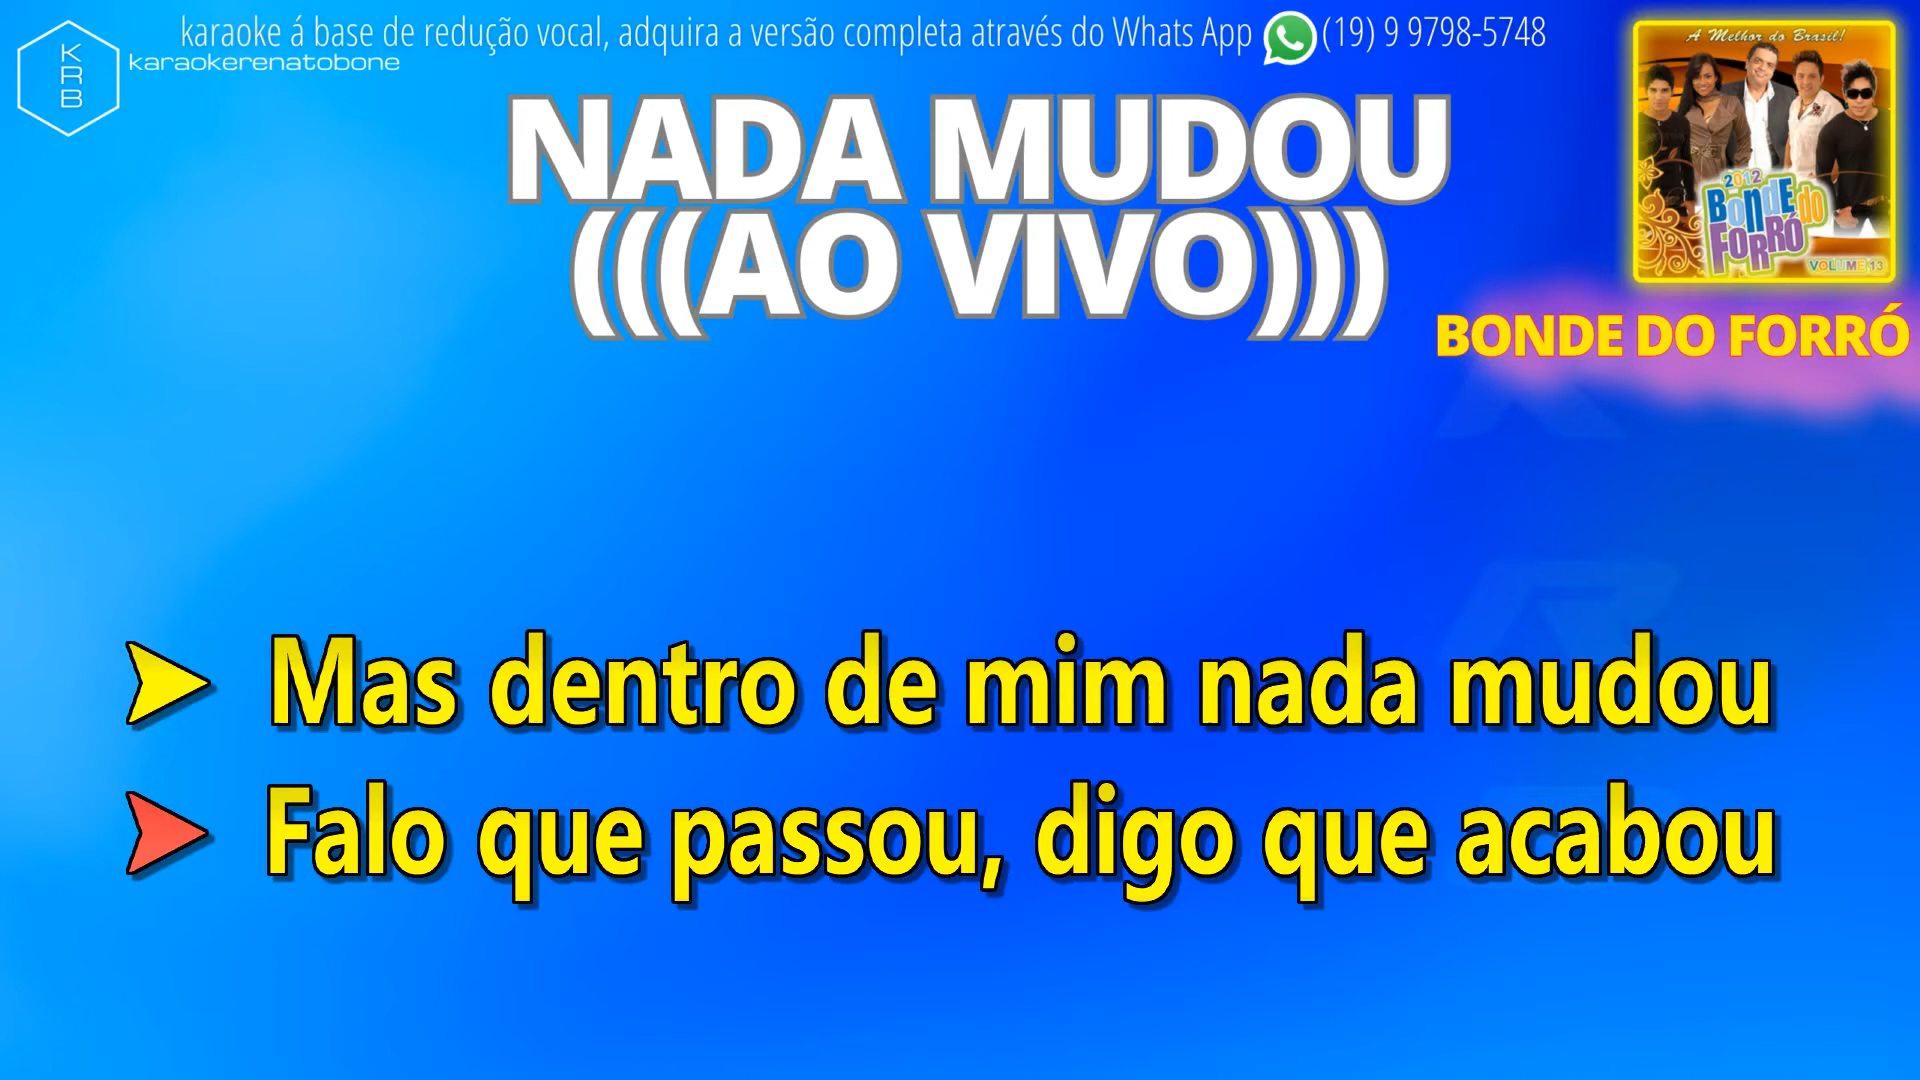 karaoke á base de redução vocal, adquira a versão completa através do Whats App (19) 9 9798-5748
KRB
karaokerenatobone
NADA MUDOU
(((AO VIVO)))
A Melhor do Brasil!
2012
BONDE DO
FORRÓ
VOLUME 13
BONDE DO FORRÓ
Mas dentro de mim nada mudou
Falo que passou, digo que acabou